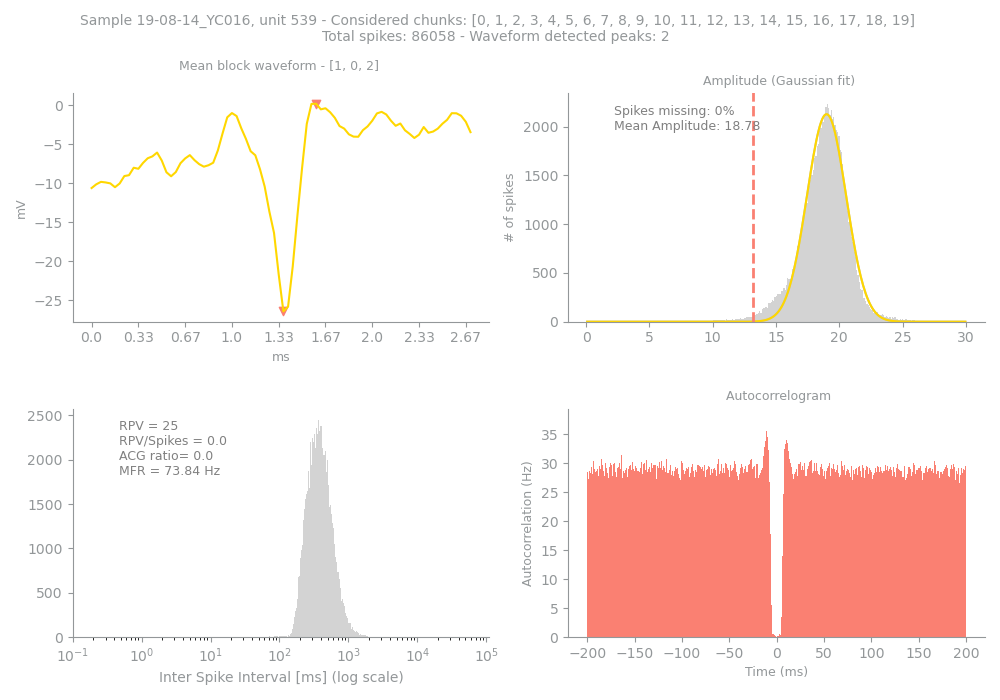 Sample 19-08-14_YC016, unit 539 - Considered chunks: [0, 1, 2, 3, 4, 5, 6, 7, 8, 9, 10, 11, 12, 13, 14, 15, 16, 17, 18, 19]
Total spikes: 86058 - Waveform detected peaks: 2
Mean block waveform - [1, 0, 2]
0
−5
−10
−15
−20
−25
mV
0.0 0.33 0.67 1.0 1.33 1.67 2.0 2.33 2.67
ms
Amplitude (Gaussian fit)
Spikes missing: 0%
Mean Amplitude: 18.78
2000
1500
1000
500
0
# of spikes
0 5 10 15 20 25 30
RPV = 25
RPV/Spikes = 0.0
ACG ratio= 0.0
MFR = 73.84 Hz
2500
2000
1500
1000
500
0
10⁻¹ 10⁰ 10¹ 10² 10³ 10⁴ 10⁵
Inter Spike Interval [ms] (log scale)
Autocorrelogram
35
30
25
20
15
10
5
0
Autocorrelation (Hz)
−200 −150 −100 −50 0 50 100 150 200
Time (ms)